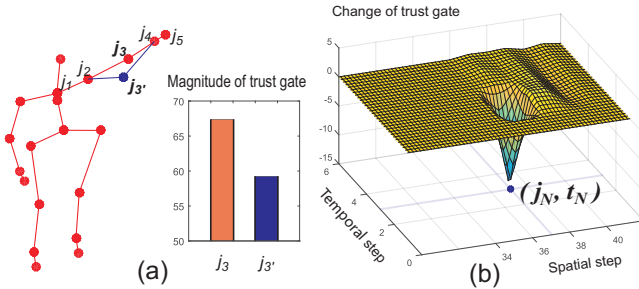 j4
j5
j3
j2
j3'
j1
Magnitude of trust gate
70
65
60
55
50
j3
j3'
(a)
Change of trust gate
5
0
-5
-10
-15
6
4
2
0
34
36
38
40
(jN, tN)
Temporal step
Spatial step
(b)